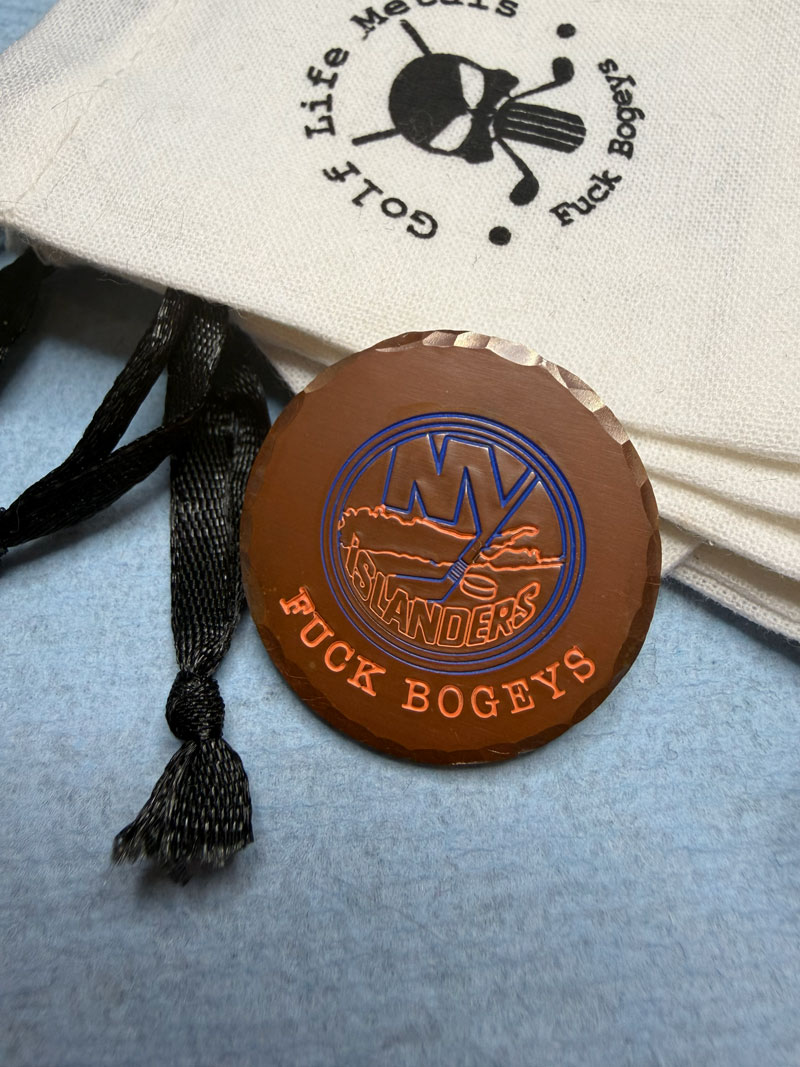 Golf Life Metals
Fuck Bogeys
NY
ISLANDERS
FUCK BOGEYS